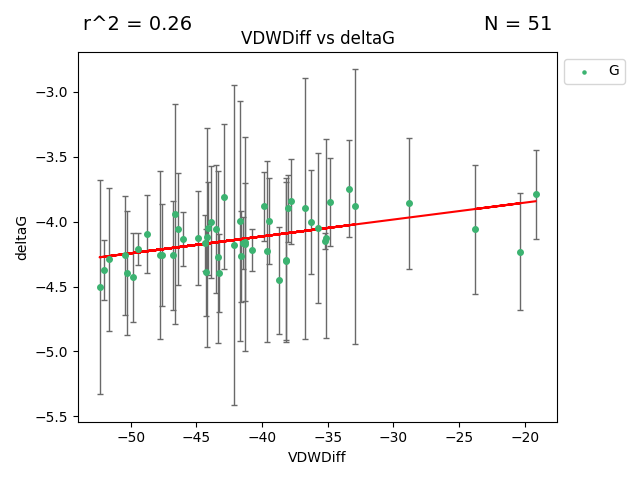 r^2 = 0.26
N = 51
VDWDiff vs deltaG
G
−3.0
−3.5
−4.0
−4.5
−5.0
−5.5
deltaG
−50
−45
−40
−35
−30
−25
−20
VDWDiff